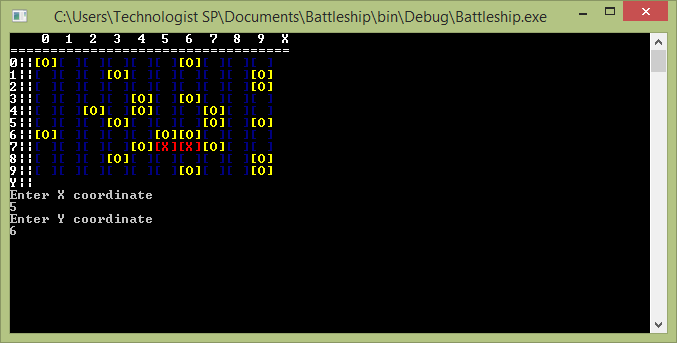 C:\Users\Technologist SP\Documents\Battleship\bin\Debug\Battleship.exe
0 1 2 3 4 5 6 7 8 9 X
===================================
0||[O][ ][ ][ ][ ][ ][O][ ][ ][ ]
1||[ ][ ][ ][O][ ][ ][ ][ ][ ][O]
2||[ ][ ][ ][ ][ ][ ][ ][ ][ ][O]
3||[ ][ ][ ][ ][O][ ][O][ ][ ][ ]
4||[ ][ ][O][ ][O][ ][ ][O][ ][ ]
5||[ ][ ][ ][O][ ][ ][ ][O][ ][O]
6||[O][ ][ ][ ][ ][O][O][ ][ ][ ]
7||[ ][ ][ ][ ][O][X][X][O][ ][ ]
8||[ ][ ][ ][O][ ][ ][ ][ ][ ][O]
9||[ ][ ][ ][ ][ ][ ][O][ ][ ][O]
Y||
Enter X coordinate
5
Enter Y coordinate
6